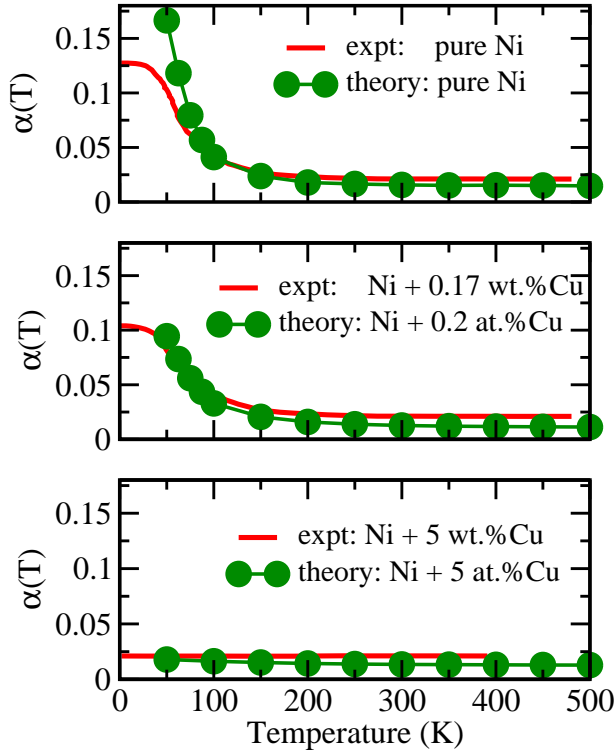 0.15
0.1
0.05
0
α(T)
expt: pure Ni
theory: pure Ni
0.15
0.1
0.05
0
α(T)
expt: Ni + 0.17 wt.%Cu
theory: Ni + 0.2 at.%Cu
0.15
0.1
0.05
0
α(T)
expt: Ni + 5 wt.%Cu
theory: Ni + 5 at.%Cu
0 100 200 300 400 500
Temperature (K)